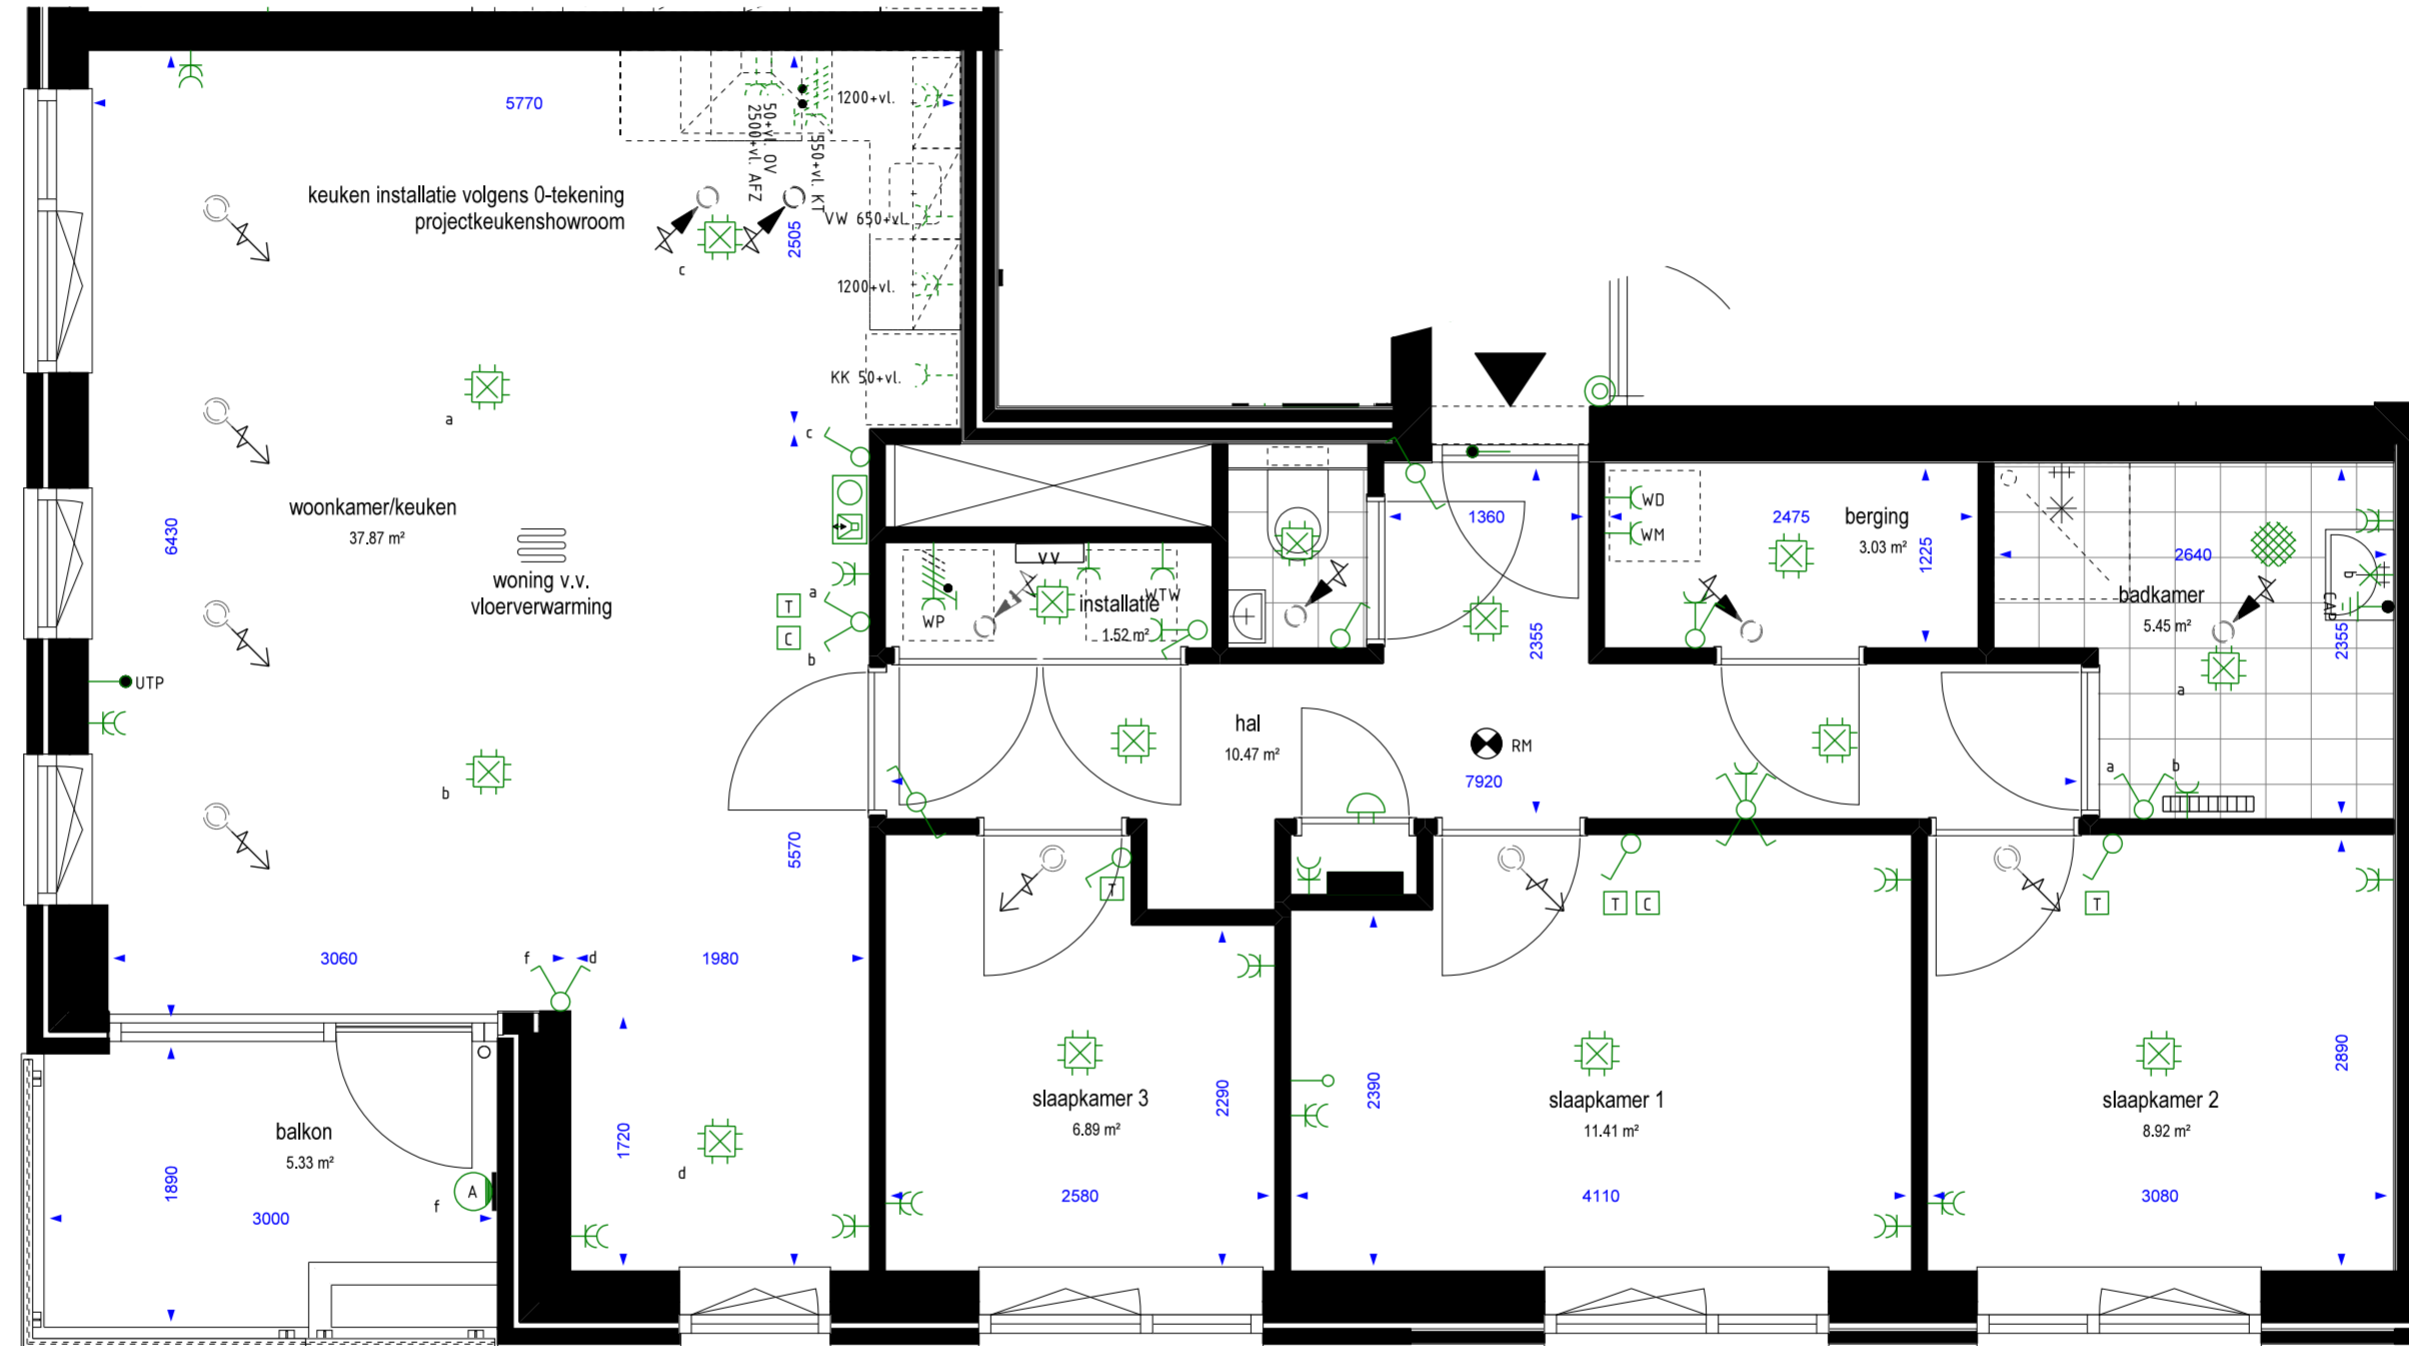 5770
50+vl. OV
2500+vl. AFZ
550+vl. KT
1200+vl.
keuken installatie volgens 0-tekening
projectkeukenshowroom
c
2505
VW 650+vl.
1200+vl.
KK 50+vl.
a
c
woonkamer/keuken
37.87 m²
6430
woning v.v.
vloerverwarming
T
C
a
b
UTP
b
VV
WP
installatie
1.52 m²
WTW
1360
2355
WD
WM
2475
berging
3.03 m²
1225
2640
badkamer
5.45 m²
b
CAP
2355
a
hal
10.47 m²
RM
7920
a
b
5570
3060
f
d
1980
T
T
C
T
balkon
5.33 m²
1890
3000
A
f
1720
d
slaapkamer 3
6.89 m²
2290
2580
2390
slaapkamer 1
11.41 m²
4110
slaapkamer 2
8.92 m²
2890
3080